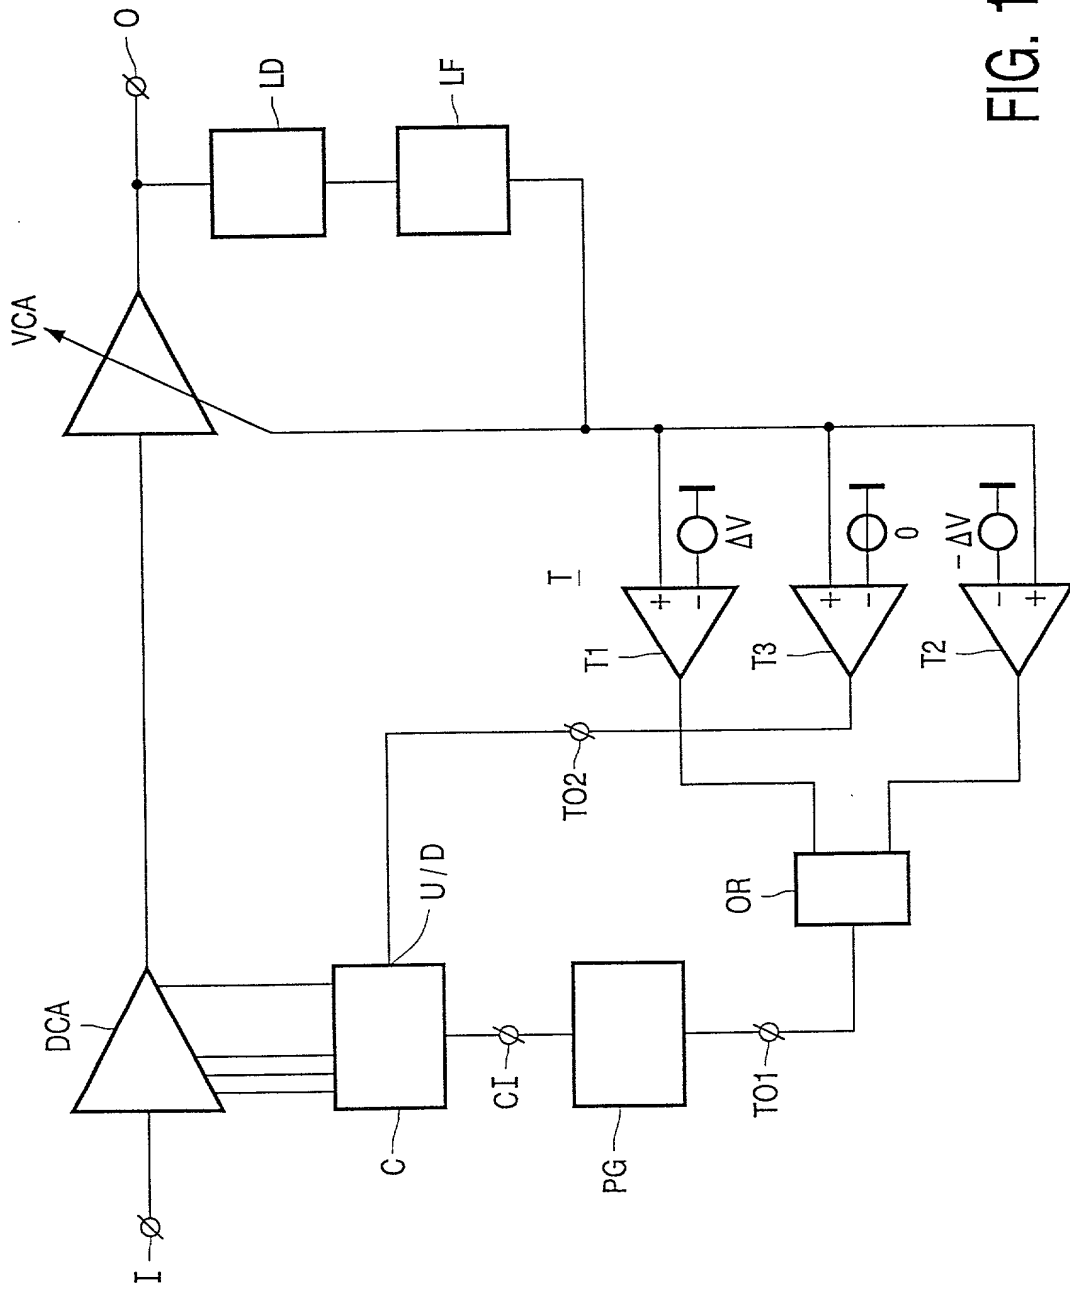 I
DCA
VCA
O
LD
LF
C
U/D
CI
PG
TO1
TO2
OR
T
T1
+
-
ΔV
T3
+
-
0
T2
-
+
-ΔV
FIG. 1